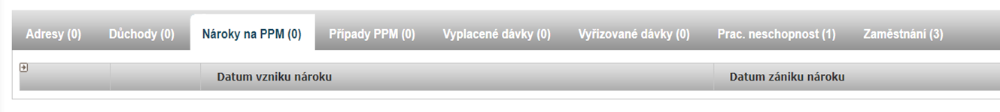 Adresy (0) Důchody (0) Nároky na PPM (0) Případy PPM (0) Vyplacené dávky (0) Vyřizované dávky (0) Prac. neschopnost (1) Zaměstnání (3)
Datum vzniku nároku Datum zániku nároku